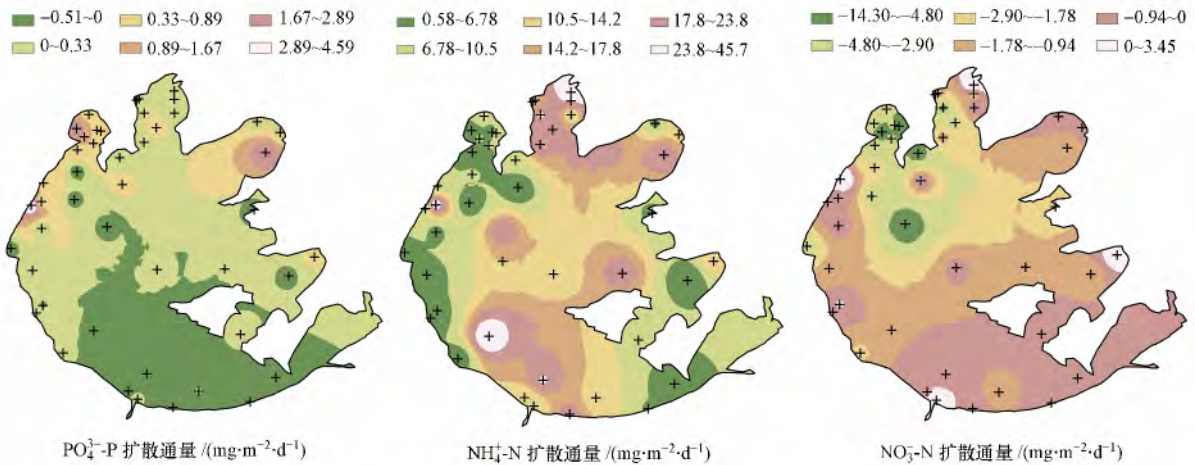 −0.51~0 0.33~0.89 1.67~2.89
0~0.33 0.89~1.67 2.89~4.59
0.58~6.78 10.5~14.2 17.8~23.8
6.78~10.5 14.2~17.8 23.8~45.7
−14.30~−4.80 −2.90~−1.78 −0.94~0
−4.80~−2.90 −1.78~−0.94 0~3.45
PO₄³⁻-P 扩散通量 /(mg·m⁻²·d⁻¹)
NH₄⁺-N 扩散通量 /(mg·m⁻²·d⁻¹)
NO₃⁻-N 扩散通量 /(mg·m⁻²·d⁻¹)